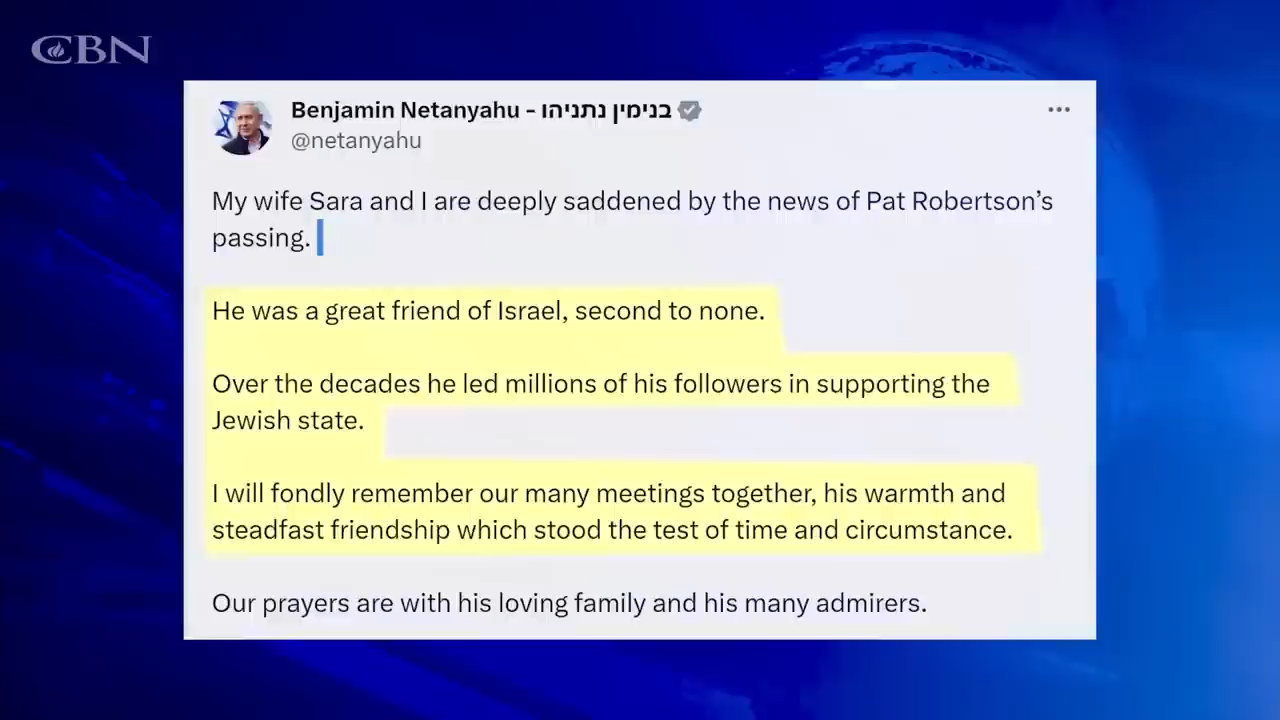 CBN
Benjamin Netanyahu - בנימין נתניהו
@netanyahu
My wife Sara and I are deeply saddened by the news of Pat Robertson’s
passing.
He was a great friend of Israel, second to none.
Over the decades he led millions of his followers in supporting the
Jewish state.
I will fondly remember our many meetings together, his warmth and
steadfast friendship which stood the test of time and circumstance.
Our prayers are with his loving family and his many admirers.